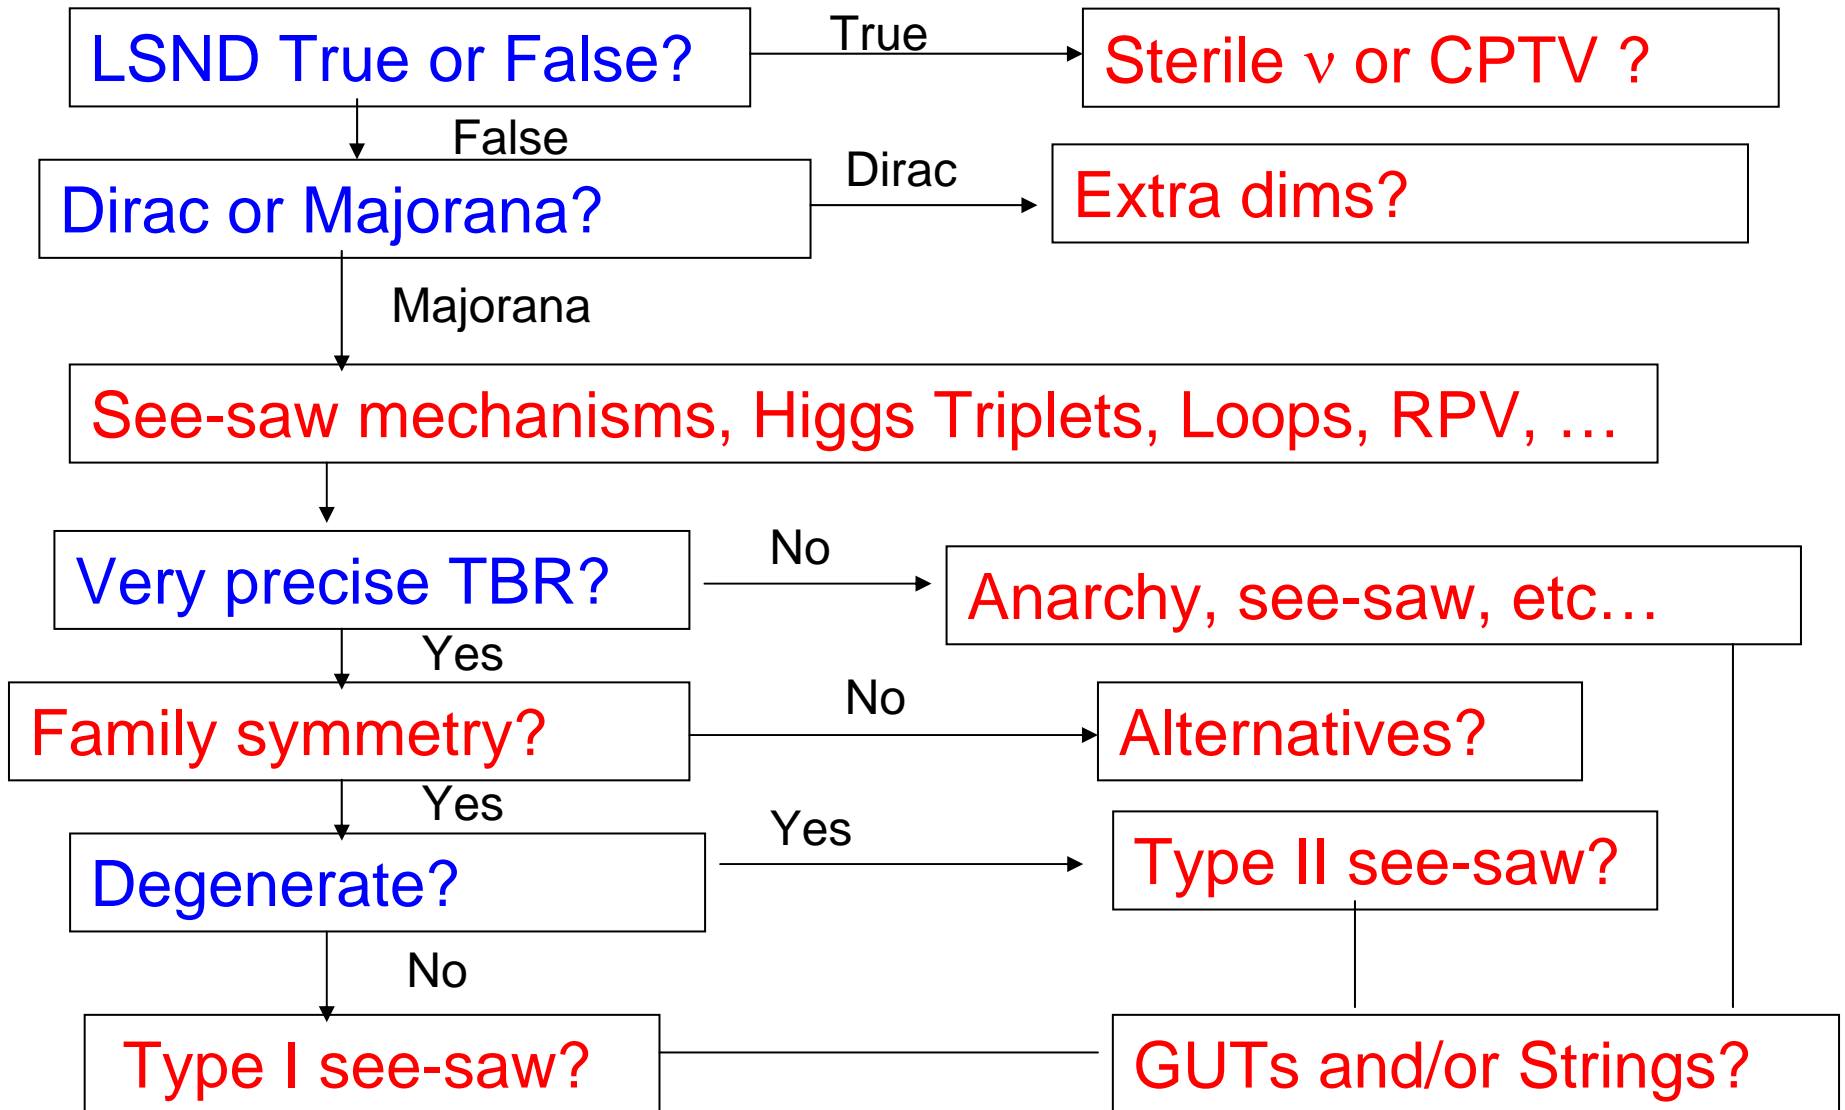 LSND True or False?
True
Sterile ν or CPTV ?
False
Dirac or Majorana?
Dirac
Extra dims?
Majorana
See-saw mechanisms, Higgs Triplets, Loops, RPV, …
Very precise TBR?
No
Anarchy, see-saw, etc…
Yes
Family symmetry?
No
Alternatives?
Yes
Degenerate?
Yes
Type II see-saw?
No
Type I see-saw?
GUTs and/or Strings?